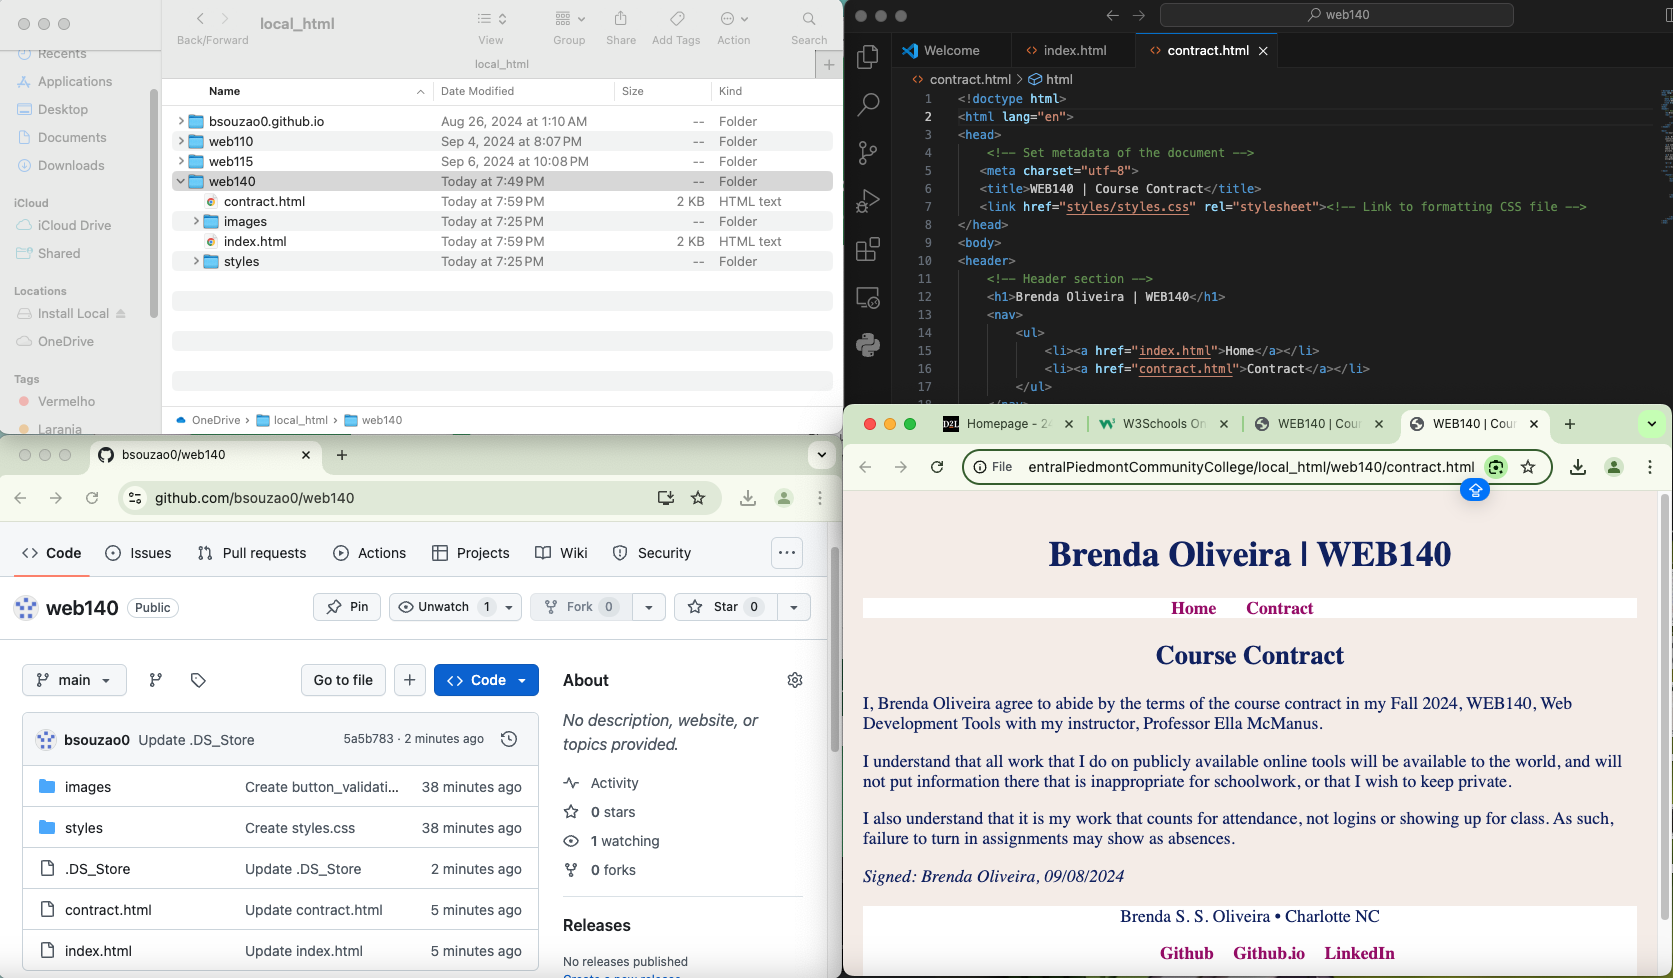 local_html
Back/Forward
View
Group
Share
Add Tags
Action
Search
local_html
Recents
Applications
Desktop
Documents
Downloads
iCloud
iCloud Drive
Shared
Locations
Install Local
OneDrive
Tags
Vermelho
Laranja
Name Date Modified Size Kind
bsouzao0.github.io Aug 26, 2024 at 1:10 AM -- Folder
web110 Sep 4, 2024 at 8:07 PM -- Folder
web115 Sep 6, 2024 at 10:08 PM -- Folder
web140 Today at 7:49 PM -- Folder
contract.html Today at 7:59 PM 2 KB HTML text
images Today at 7:25 PM -- Folder
index.html Today at 7:59 PM 2 KB HTML text
styles Today at 7:25 PM -- Folder
OneDrive › local_html › web140
web140
Welcome <> index.html <> contract.html
<> contract.html > html
1 <!doctype html>
2 <html lang="en">
3 <head>
4 <!-- Set metadata of the document -->
5 <meta charset="utf-8">
6 <title>WEB140 | Course Contract</title>
7 <link href="styles/styles.css" rel="stylesheet"><!-- Link to formatting CSS file -->
8 </head>
9 <body>
10 <header>
11 <!-- Header section -->
12 <h1>Brenda Oliveira | WEB140</h1>
13 <nav>
14 <ul>
15 <li><a href="index.html">Home</a></li>
16 <li><a href="contract.html">Contract</a></li>
17 </ul>
bsouzao0/web140
github.com/bsouzao0/web140
Code Issues Pull requests Actions Projects Wiki Security
web140 Public
Pin Unwatch 1 Fork 0 Star 0
main Go to file Code
bsouzao0 Update .DS_Store 5a5b783 · 2 minutes ago
images Create button_validati... 38 minutes ago
styles Create styles.css 38 minutes ago
.DS_Store Update .DS_Store 2 minutes ago
contract.html Update contract.html 5 minutes ago
index.html Update index.html 5 minutes ago
About
No description, website, or
topics provided.
Activity
0 stars
1 watching
0 forks
Releases
No releases published
Create a new release
D2L Homepage - 24 W3Schools On WEB140 | Cour WEB140 | Cour
File entralPiedmontCommunityCollege/local_html/web140/contract.html
Brenda Oliveira | WEB140
Home Contract
Course Contract
I, Brenda Oliveira agree to abide by the terms of the course contract in my Fall 2024, WEB140, Web
Development Tools with my instructor, Professor Ella McManus.
I understand that all work that I do on publicly available online tools will be available to the world, and will
not put information there that is inappropriate for schoolwork, or that I wish to keep private.
I also understand that it is my work that counts for attendance, not logins or showing up for class. As such,
failure to turn in assignments may show as absences.
Signed: Brenda Oliveira, 09/08/2024
Brenda S. S. Oliveira • Charlotte NC
Github Github.io LinkedIn